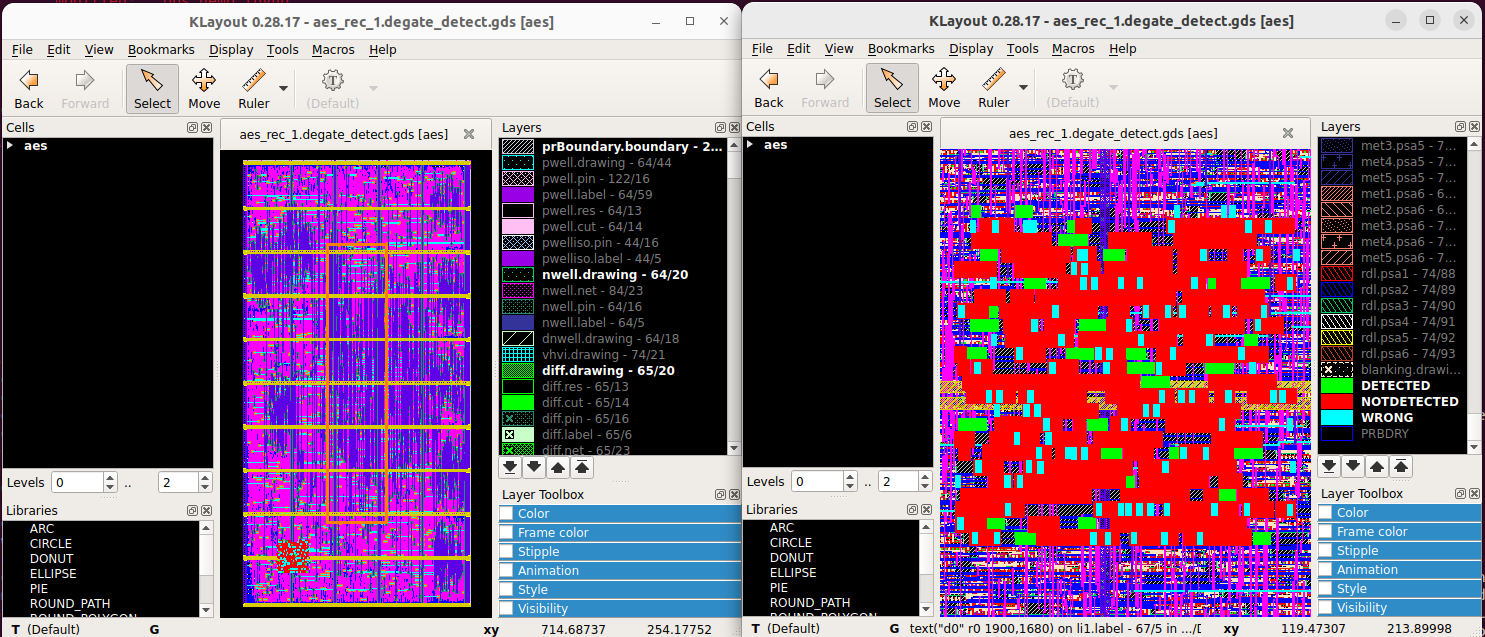 KLayout 0.28.17 - aes_rec_1.degate_detect.gds [aes]
File Edit View Bookmarks Display Tools Macros Help
Back Forward Select Move Ruler (Default)
Cells
aes
aes_rec_1.degate_detect.gds [aes]
Layers
prBoundary.boundary - 2...
pwell.drawing - 64/44
pwell.pin - 122/16
pwell.label - 64/59
pwell.res - 64/13
pwell.cut - 64/14
pwelliso.pin - 44/16
pwelliso.label - 44/5
nwell.drawing - 64/20
nwell.net - 84/23
nwell.pin - 64/16
nwell.label - 64/5
dnwell.drawing - 64/18
vhvi.drawing - 74/21
diff.drawing - 65/20
diff.res - 65/13
diff.cut - 65/14
diff.pin - 65/16
diff.label - 65/6
diff.net - 65/23
Levels 0 .. 2
Libraries
ARC
CIRCLE
DONUT
ELLIPSE
PIE
ROUND_PATH
ROUND_POLYGON
Layer Toolbox
Color
Frame color
Stipple
Animation
Style
Visibility
T (Default) G xy 714.68737 254.17752
KLayout 0.28.17 - aes_rec_1.degate_detect.gds [aes]
File Edit View Bookmarks Display Tools Macros Help
Back Forward Select Move Ruler (Default)
Cells
aes
aes_rec_1.degate_detect.gds [aes]
Layers
met3.psa5 - 7...
met4.psa5 - 7...
met5.psa5 - 7...
met1.psa6 - 6...
met2.psa6 - 6...
met3.psa6 - 7...
met4.psa6 - 7...
met5.psa6 - 7...
rdl.psa1 - 74/88
rdl.psa2 - 74/89
rdl.psa3 - 74/90
rdl.psa4 - 74/91
rdl.psa5 - 74/92
rdl.psa6 - 74/93
blanking.drawi...
DETECTED
NOTDETECTED
WRONG
PRBDRY
Levels 0 .. 2
Libraries
ARC
CIRCLE
DONUT
ELLIPSE
PIE
ROUND_PATH
ROUND_POLYGON
Layer Toolbox
Color
Frame color
Stipple
Animation
Style
Visibility
T (Default) G text("d0" r0 1900,1680) on li1.label - 67/5 in .../D xy 119.47307 213.89998